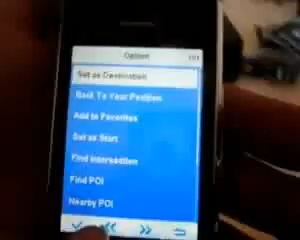 Option
Set as Destination
Back To Your Position
Add to Favorites
Set as Start
Find Intersection
Find POI
Nearby POI